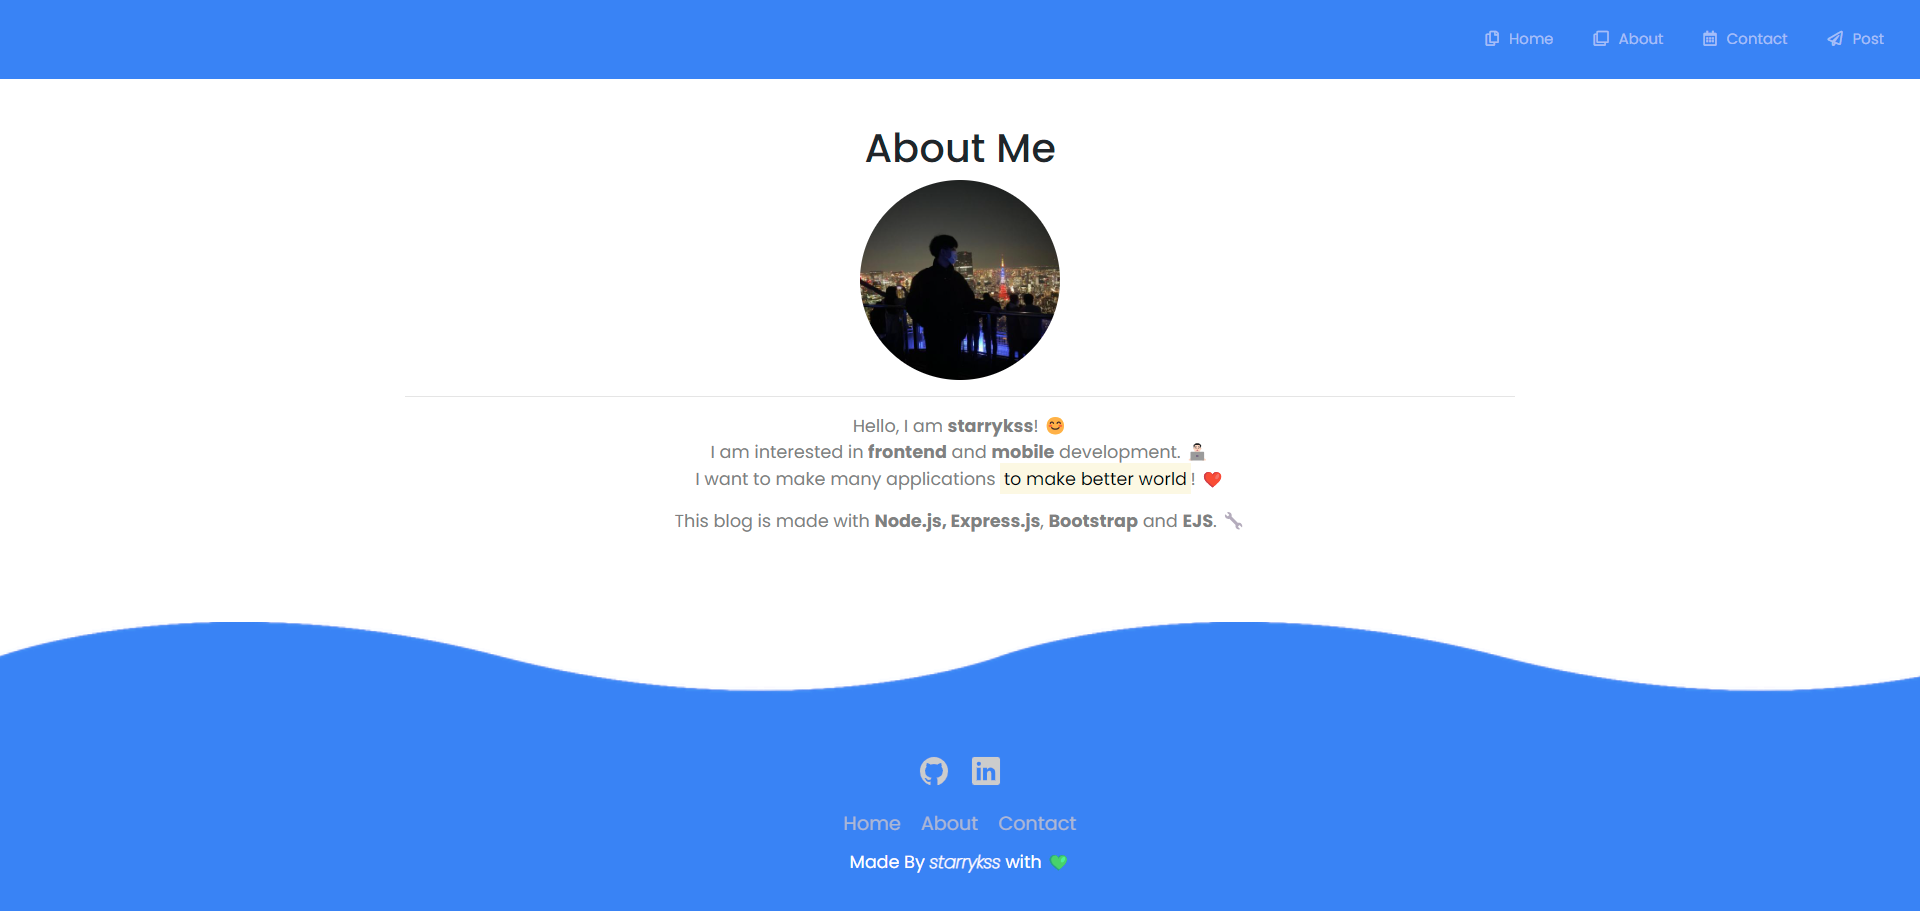 Home About Contact Post
About Me
Hello, I am starrykss! 😊
I am interested in frontend and mobile development. 👨🏻‍💻
I want to make many applications to make better world! ❤️
This blog is made with Node.js, Express.js, Bootstrap and EJS. 🔧
in
Home About Contact
Made By starrykss with 💚